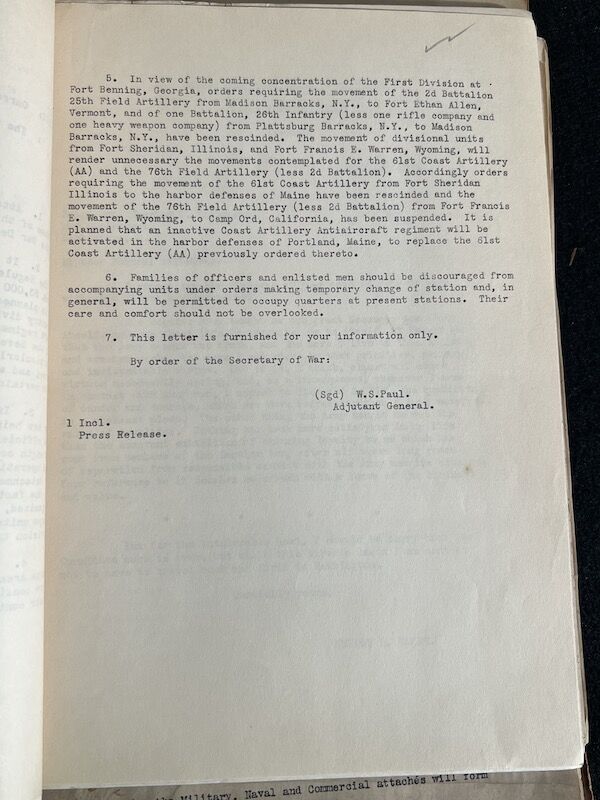 5. In view of the coming concentration of the First Division at
Fort Benning, Georgia, orders requiring the movement of the 2d Battalion
25th Field Artillery from Madison Barracks, N.Y., to Fort Ethan Allen,
Vermont, and of one Battalion, 26th Infantry (less one rifle company and
one heavy weapon company) from Plattsburg Barracks, N.Y., to Madison
Barracks, N.Y., have been rescinded. The movement of divisional units
from Fort Sheridan, Illinois, and Fort Francis E. Warren, Wyoming, will
render unnecessary the movements contemplated for the 61st Coast Artillery
(AA) and the 76th Field Artillery (less 2d Battalion). Accordingly orders
requiring the movement of the 61st Coast Artillery from Fort Sheridan
Illinois to the harbor defenses of Maine have been rescinded and the
movement of the 76th Field Artillery (less 2d Battalion) from Fort Francis
E. Warren, Wyoming, to Camp Ord, California, has been suspended. It is
planned that an inactive Coast Artillery Antiaircraft regiment will be
activated in the harbor defenses of Portland, Maine, to replace the 61st
Coast Artillery (AA) previously ordered thereto.
6. Families of officers and enlisted men should be discouraged from
accompanying units under orders making temporary change of station and, in
general, will be permitted to occupy quarters at present stations. Their
care and comfort should not be overlooked.
7. This letter is furnished for your information only.
By order of the Secretary of War:
(Sgd) W.S.Paul.
Adjutant General.
1 Incl.
Press Release.
Military, Naval and Commercial attachés will form